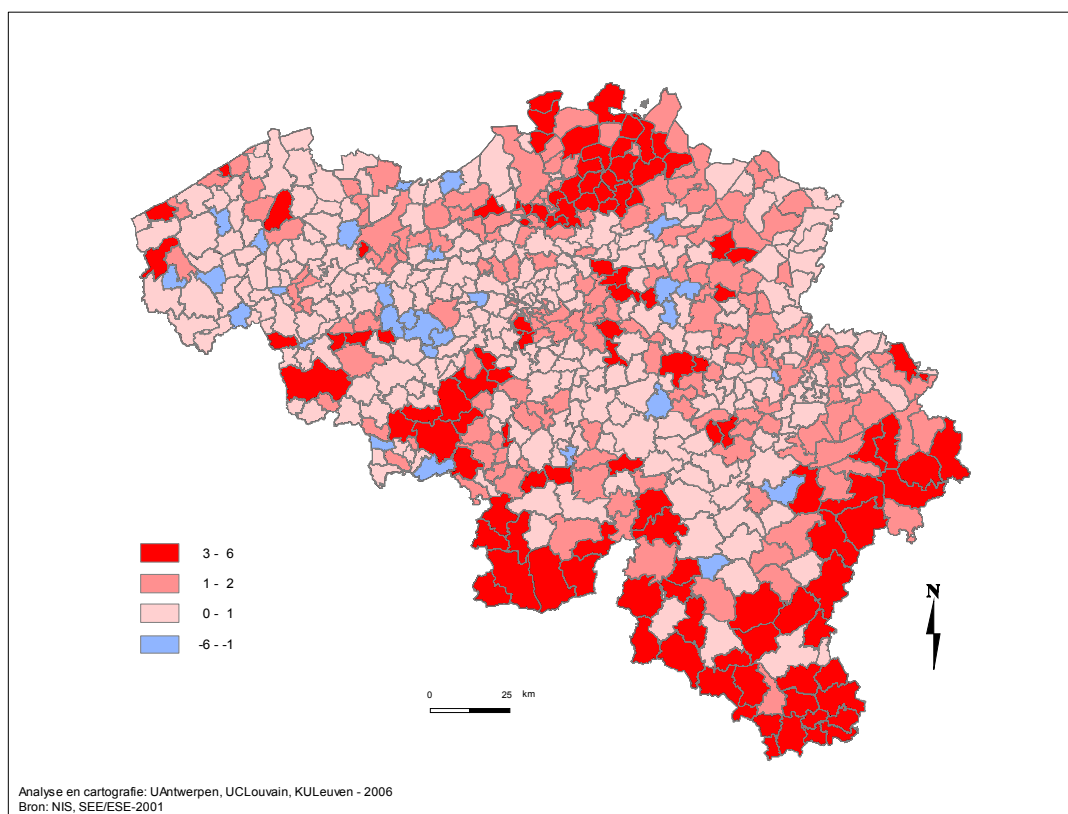 3 - 6
1 - 2
0 - 1
-6 - -1
N
0 25 km
Analyse en cartografie: UAntwerpen, UCLouvain, KULeuven - 2006
Bron: NIS, SEE/ESE-2001